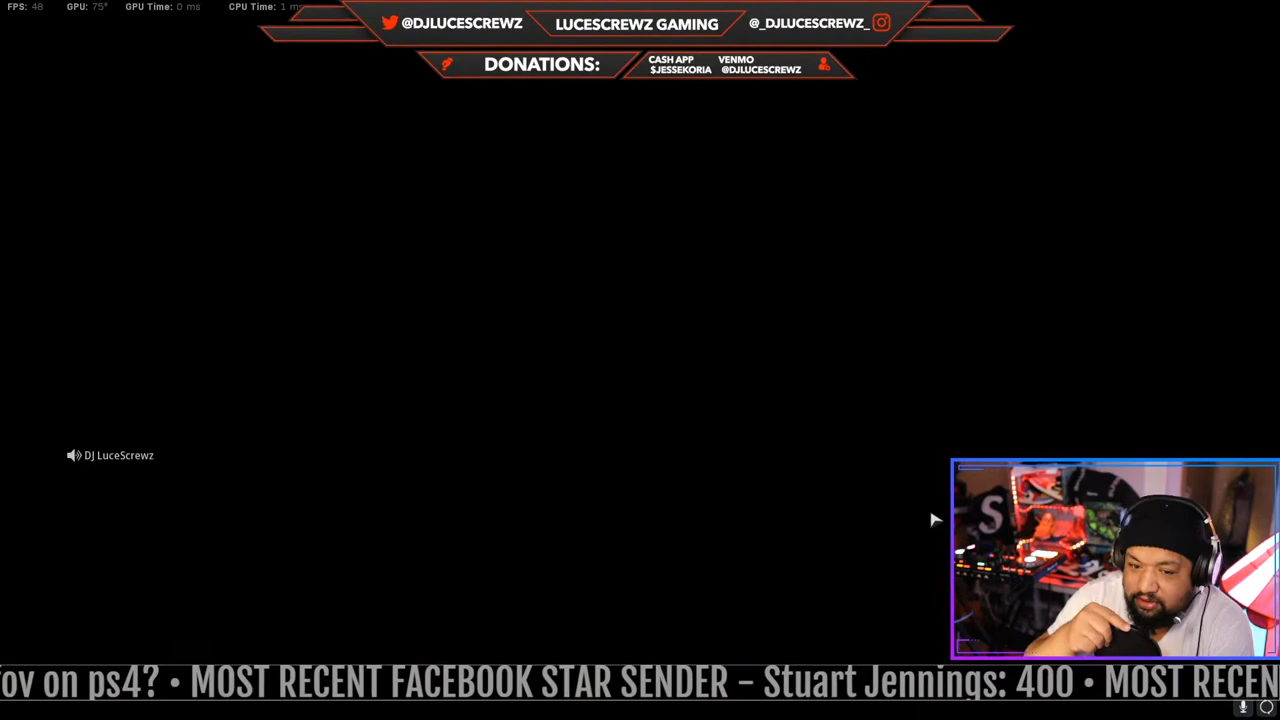 FPS: 48 GPU: 75° GPU Time: 0 ms CPU Time: 1 ms
@DJLUCESCREWZ LUCESCREWZ GAMING @_DJLUCESCREWZ_
DONATIONS: CASH APP VENMO
$JESSEKORIA @DJLUCESCREWZ
DJ LuceScrewz
S
fov on ps4? • MOST RECENT FACEBOOK STAR SENDER – Stuart Jennings: 400 • MOST RECEN